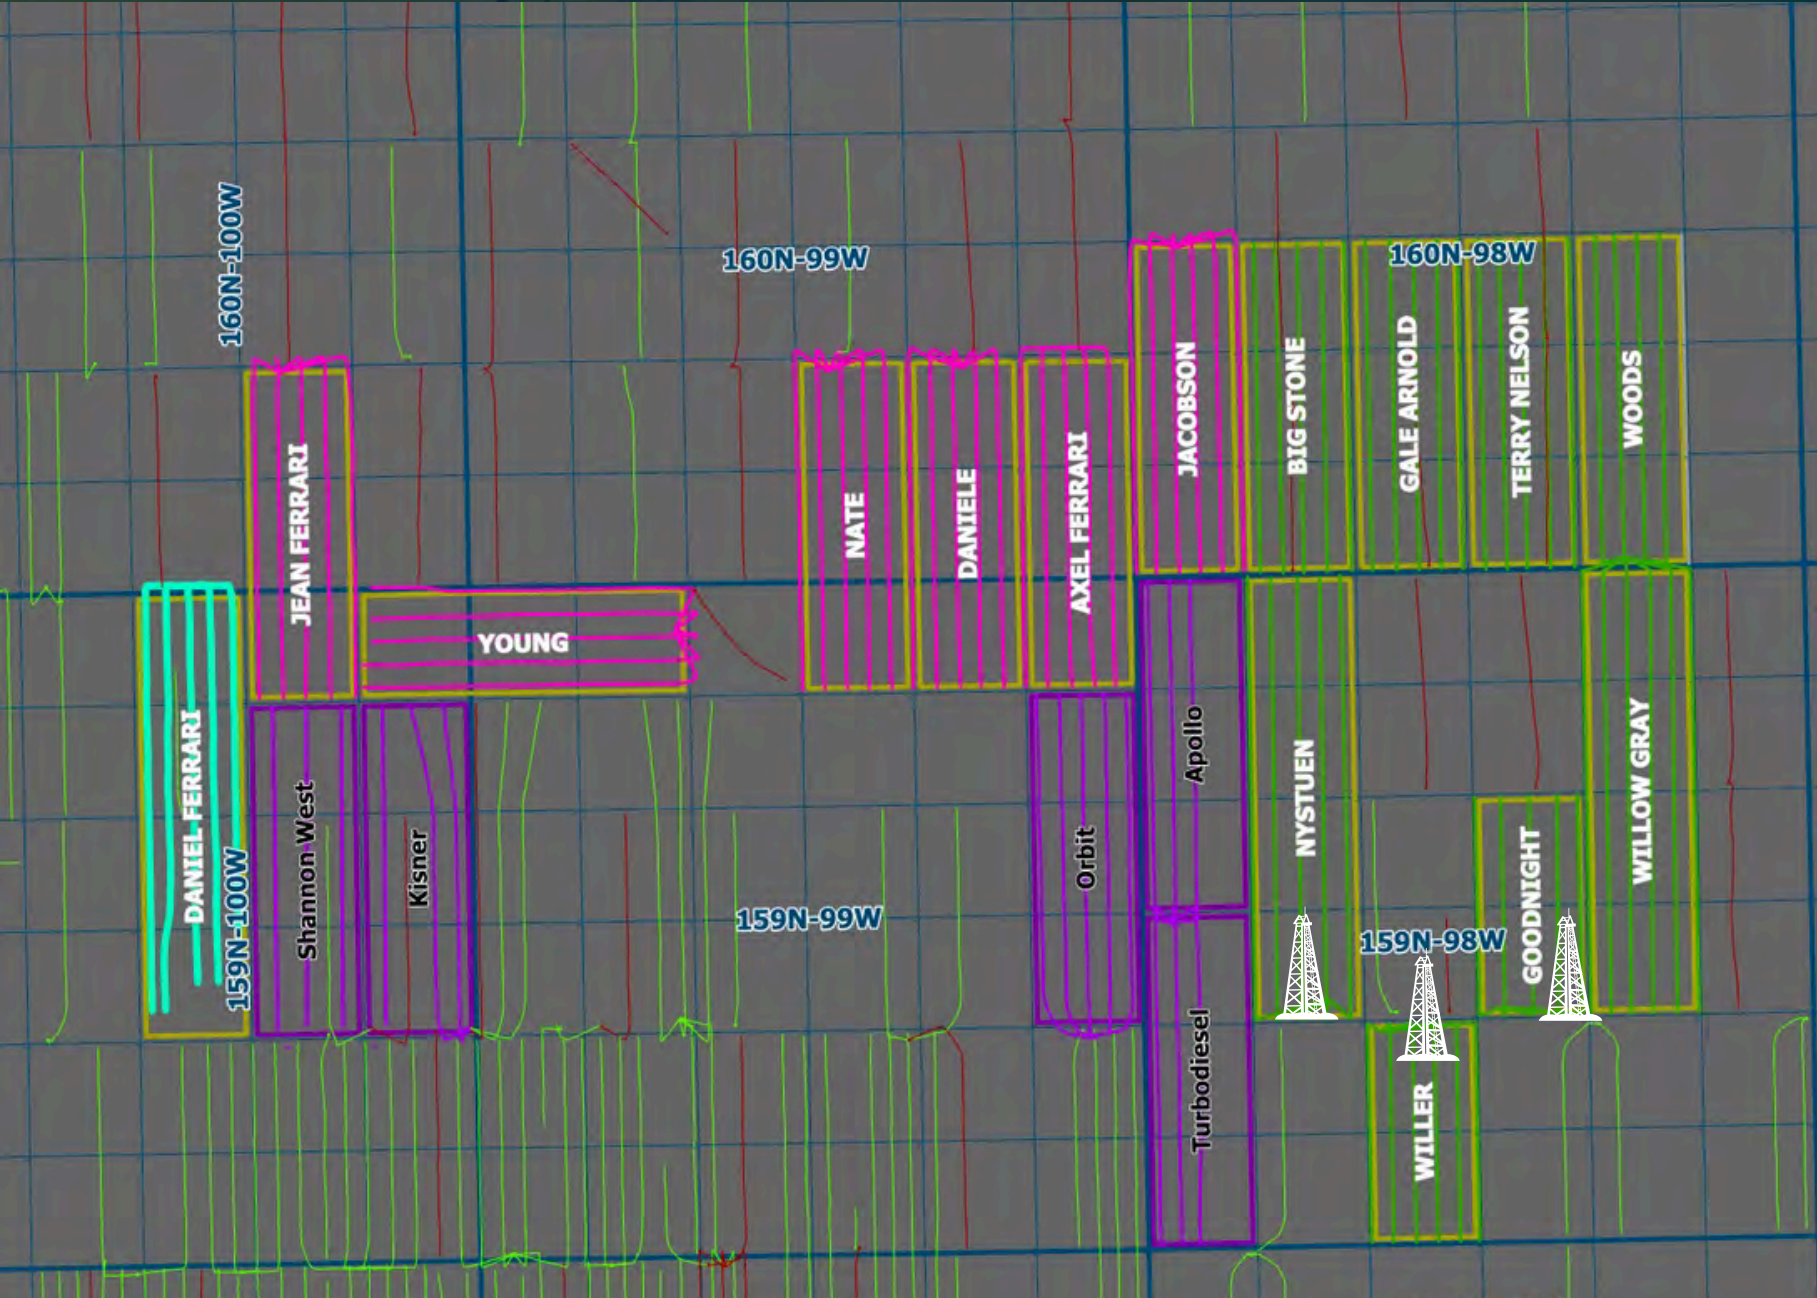 160N-100W
160N-99W
160N-98W
JEAN FERRARI
NATE
DANIELE
AXEL FERRARI
JACOBSON
BIG STONE
GALE ARNOLD
TERRY NELSON
WOODS
YOUNG
DANIEL FERRARI
159N-100W
Shannon West
Kisner
159N-99W
Orbit
Apollo
Turbodiesel
NYSTUEN
159N-98W
WILLER
GOODNIGHT
WILLOW GRAY